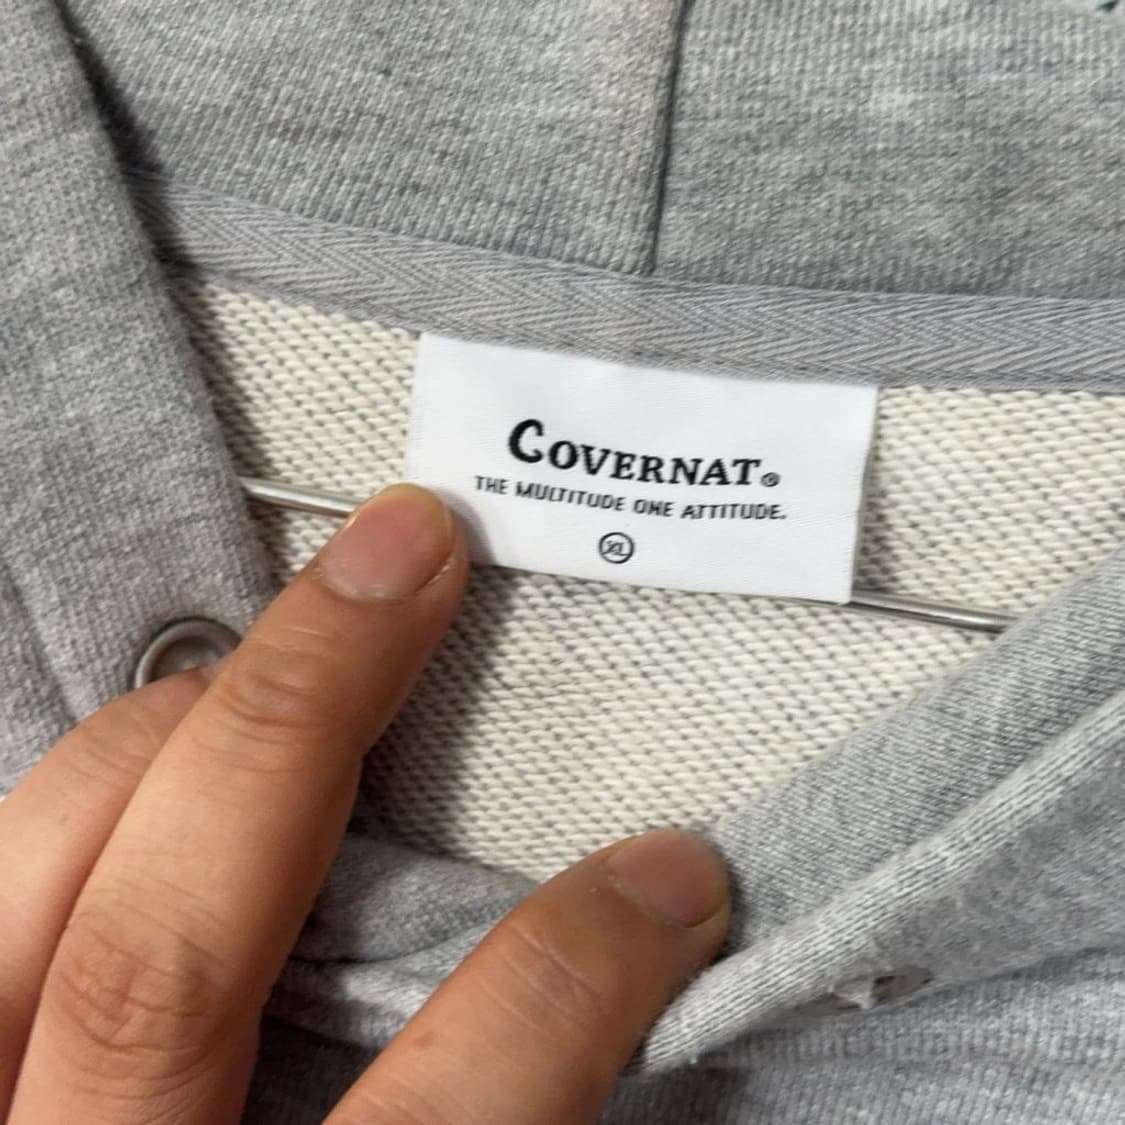 COVERNAT®
THE MULTITUDE ONE ATTITUDE.
XL